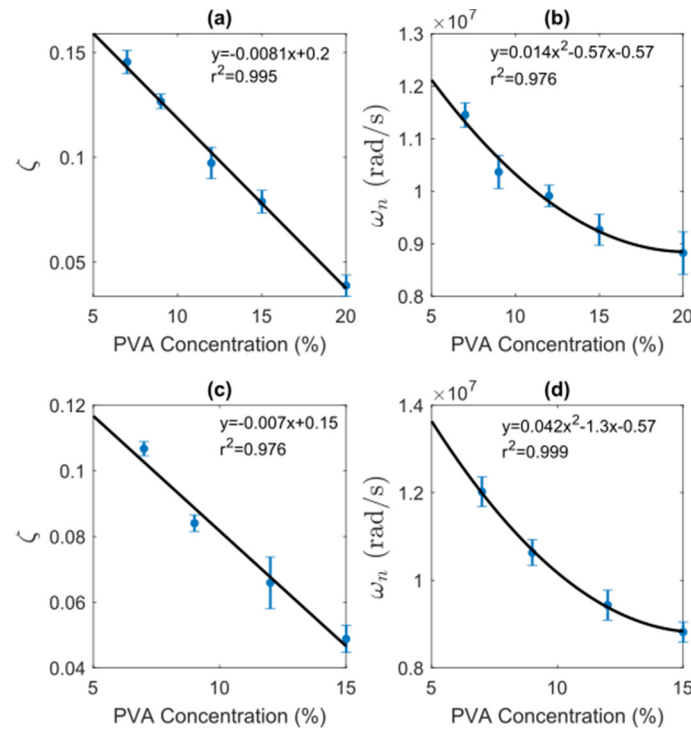 (a)
y=-0.0081x+0.2
r²=0.995
0.15
0.1
0.05
ζ
5 10 15 20
PVA Concentration (%)
(b)
×10⁷
y=0.014x²-0.57x-0.57
r²=0.976
1.3
1.2
1.1
1
0.9
0.8
ωₙ (rad/s)
5 10 15 20
PVA Concentration (%)
(c)
y=-0.007x+0.15
r²=0.976
0.12
0.1
0.08
0.06
0.04
ζ
5 10 15
PVA Concentration (%)
(d)
×10⁷
y=0.042x²-1.3x-0.57
r²=0.999
1.4
1.2
1
0.8
ωₙ (rad/s)
5 10 15
PVA Concentration (%)